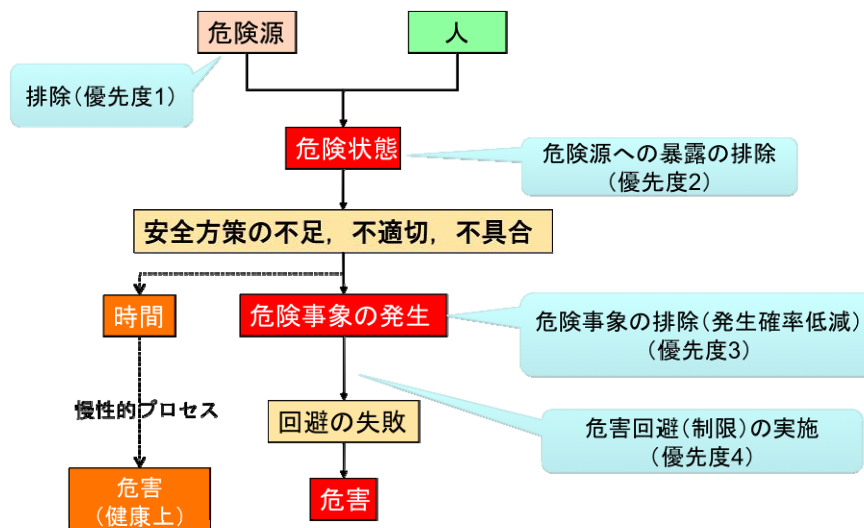 危険源
人
排除(優先度1)
危険状態
危険源への暴露の排除
(優先度2)
安全方策の不足, 不適切, 不具合
時間
危険事象の発生
危険事象の排除(発生確率低減)
(優先度3)
慢性的プロセス
回避の失敗
危害回避(制限)の実施
(優先度4)
危害
(健康上)
危害